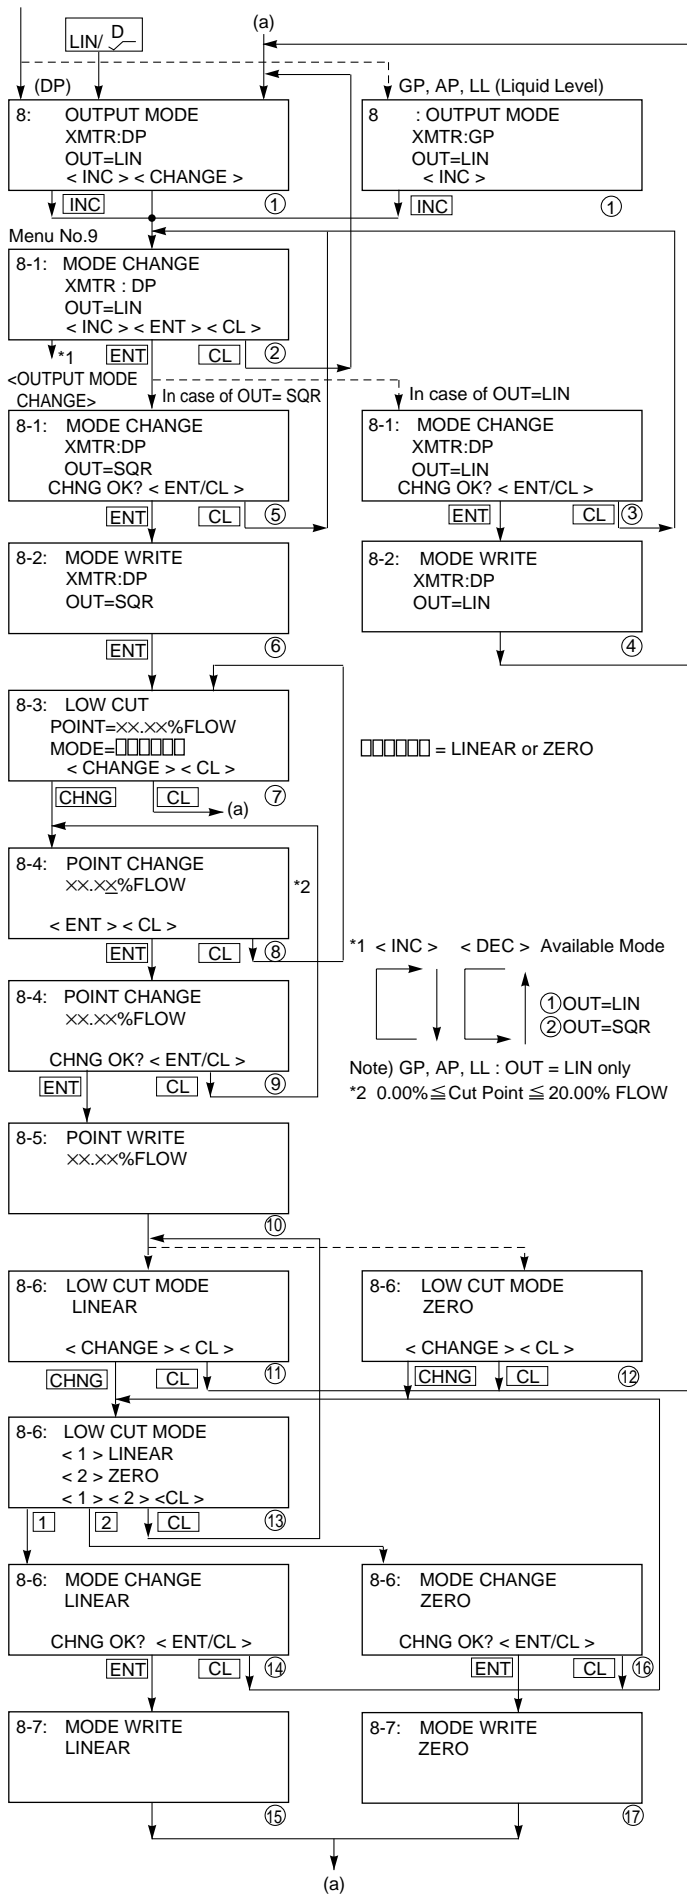 LIN/ D
(a)
(DP)
GP, AP, LL (Liquid Level)
8: OUTPUT MODE
XMTR:DP
OUT=LIN
< INC > < CHANGE >
INC
①
8 : OUTPUT MODE
XMTR:GP
OUT=LIN
< INC >
INC
①
Menu No.9
8-1: MODE CHANGE
XMTR : DP
OUT=LIN
< INC > < ENT > < CL >
*1
ENT
CL
②
<OUTPUT MODE
CHANGE>
In case of OUT= SQR
In case of OUT=LIN
8-1: MODE CHANGE
XMTR:DP
OUT=SQR
CHNG OK? < ENT/CL >
ENT
CL
⑤
8-1: MODE CHANGE
XMTR:DP
OUT=LIN
CHNG OK? < ENT/CL >
ENT
CL
③
8-2: MODE WRITE
XMTR:DP
OUT=SQR
ENT
⑥
8-2: MODE WRITE
XMTR:DP
OUT=LIN
④
8-3: LOW CUT
POINT=××.××%FLOW
MODE=□□□□□□
< CHANGE > < CL >
CHNG
CL
⑦
(a)
□□□□□□ = LINEAR or ZERO
8-4: POINT CHANGE
××.××%FLOW
< ENT > < CL >
*2
ENT
CL
⑧
8-4: POINT CHANGE
××.××%FLOW
CHNG OK? < ENT/CL >
ENT
CL
⑨
*1 < INC > < DEC > Available Mode
①OUT=LIN
②OUT=SQR
Note) GP, AP, LL : OUT = LIN only
*2 0.00%≦Cut Point ≦ 20.00% FLOW
8-5: POINT WRITE
××.××%FLOW
⑩
8-6: LOW CUT MODE
LINEAR
< CHANGE > < CL >
CHNG
CL
⑪
8-6: LOW CUT MODE
ZERO
< CHANGE > < CL >
CHNG
CL
⑫
8-6: LOW CUT MODE
< 1 > LINEAR
< 2 > ZERO
< 1 > < 2 > <CL >
1
2
CL
⑬
8-6: MODE CHANGE
LINEAR
CHNG OK? < ENT/CL >
ENT
CL
⑭
8-6: MODE CHANGE
ZERO
CHNG OK? < ENT/CL >
ENT
CL
⑯
8-7: MODE WRITE
LINEAR
⑮
8-7: MODE WRITE
ZERO
⑰
(a)